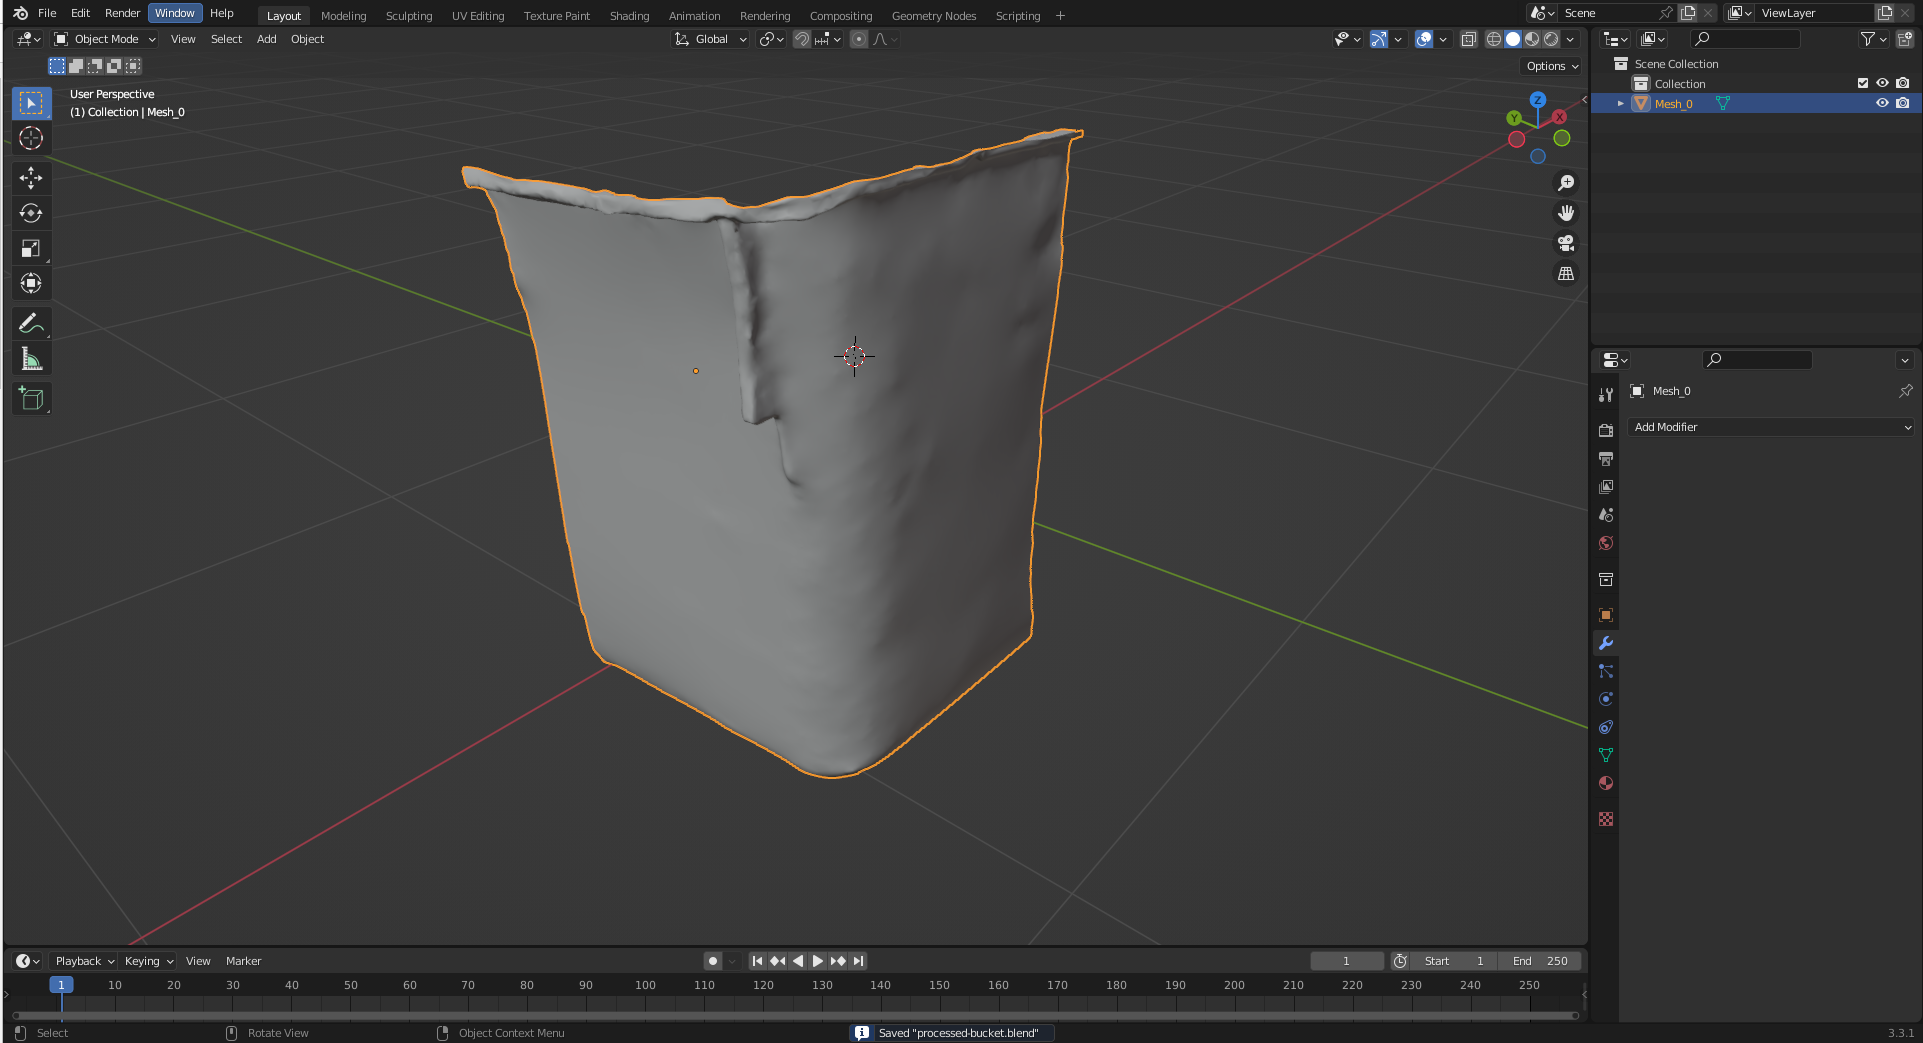 File Edit Render Window Help Layout Modeling Sculpting UV Editing Texture Paint Shading Animation Rendering Compositing Geometry Nodes Scripting + Scene ViewLayer
Object Mode View Select Add Object Global
Options
User Perspective
(1) Collection | Mesh_0
Z
Y X
Scene Collection
Collection
Mesh_0
Mesh_0
Add Modifier
Playback Keying View Marker 1 Start 1 End 250
1 10 20 30 40 50 60 70 80 90 100 110 120 130 140 150 160 170 180 190 200 210 220 230 240 250
Select Rotate View Object Context Menu Saved "processed-bucket.blend" 3.3.1